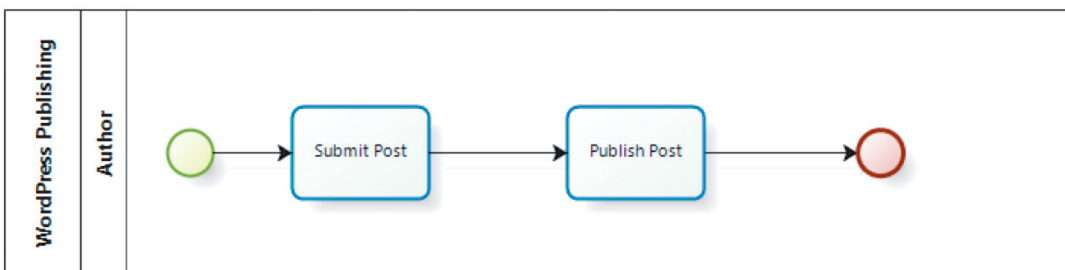 WordPress Publishing
Author
Submit Post
Publish Post